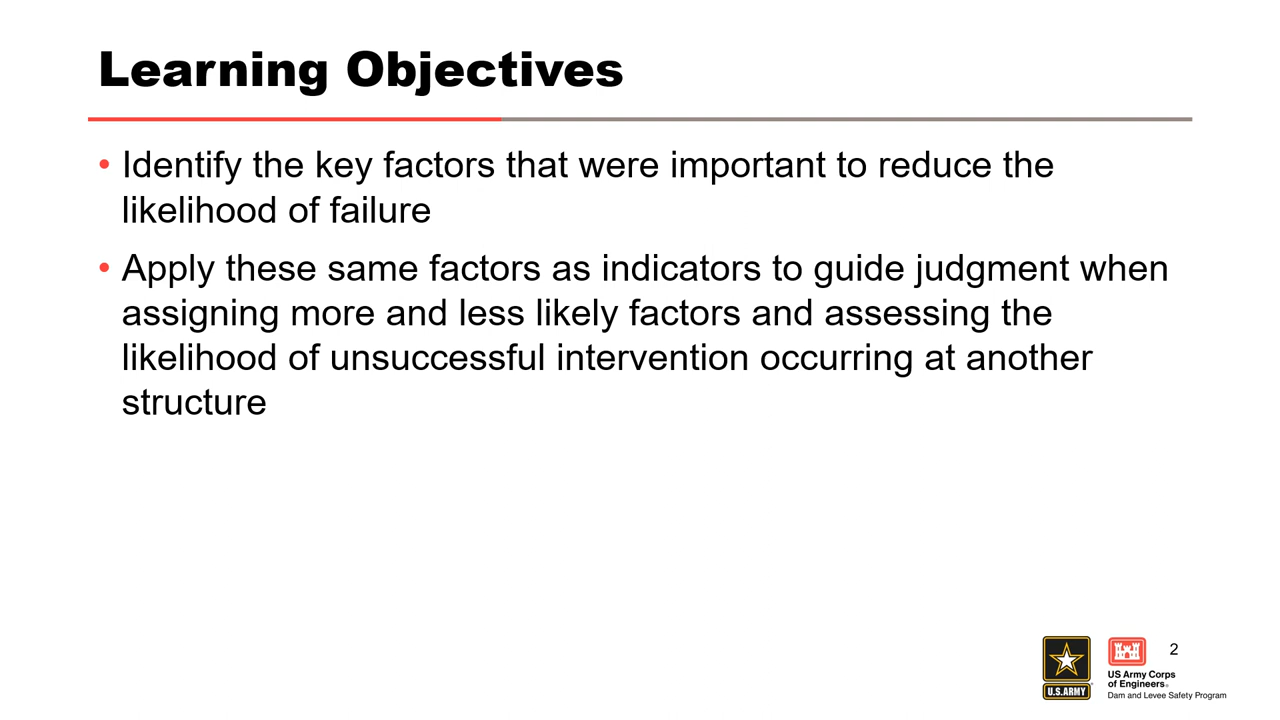 Learning Objectives
• Identify the key factors that were important to reduce the
likelihood of failure
• Apply these same factors as indicators to guide judgment when
assigning more and less likely factors and assessing the
likelihood of unsuccessful intervention occurring at another
structure
2
U.S.ARMY
US Army Corps
of Engineers®
Dam and Levee Safety Program